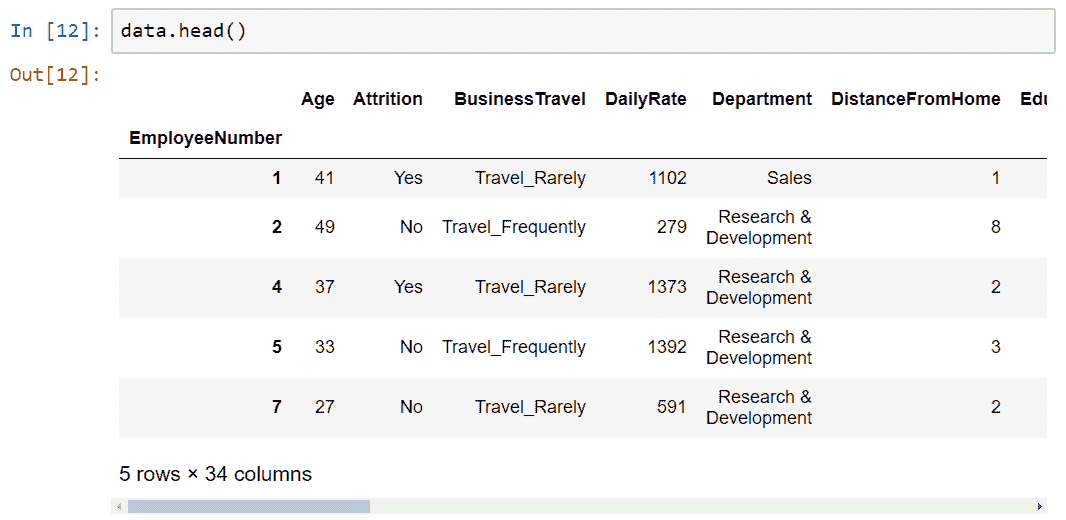 In [12]: data.head()
Out[12]:
Age Attrition BusinessTravel DailyRate Department DistanceFromHome Edu
EmployeeNumber
1 41 Yes Travel_Rarely 1102 Sales 1
2 49 No Travel_Frequently 279 Research & Development 8
4 37 Yes Travel_Rarely 1373 Research & Development 2
5 33 No Travel_Frequently 1392 Research & Development 3
7 27 No Travel_Rarely 591 Research & Development 2
5 rows × 34 columns